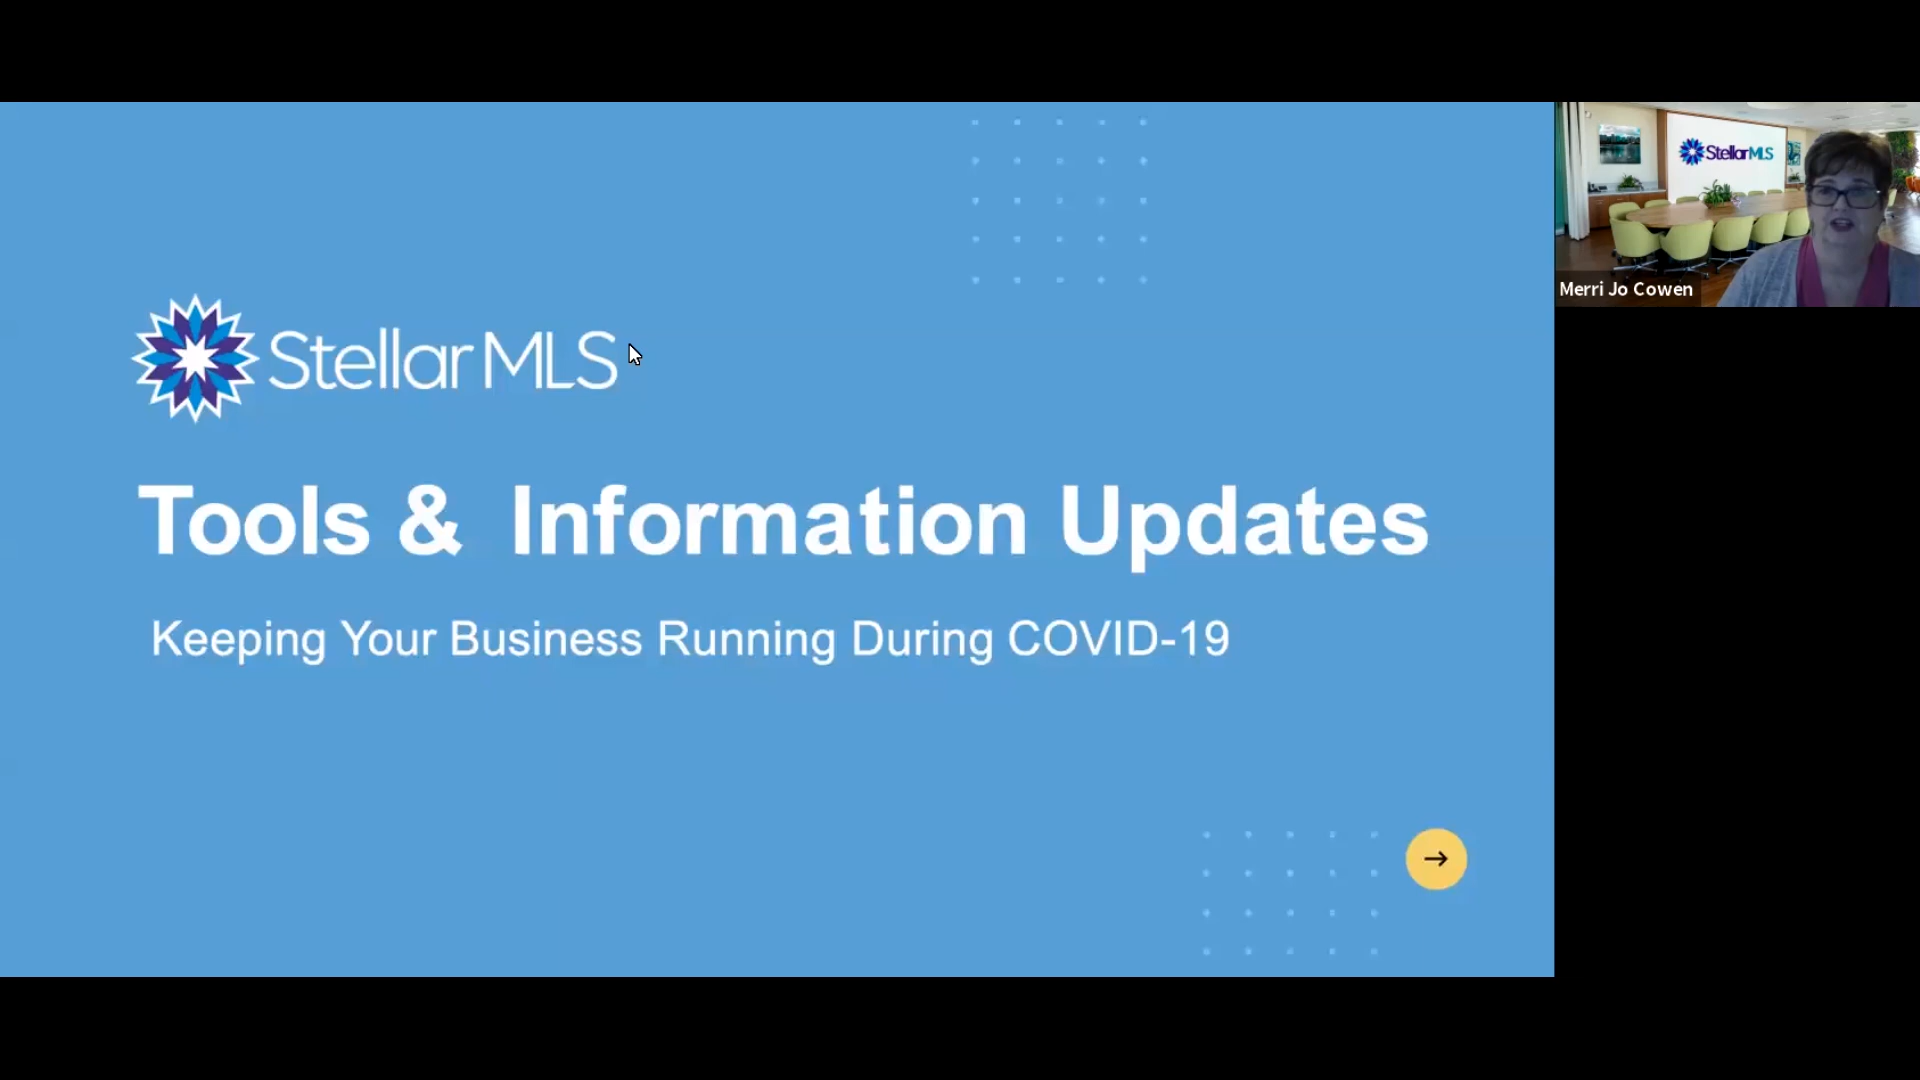 StellarMLS
Tools & Information Updates
Keeping Your Business Running During COVID-19
StellarMLS
Merri Jo Cowen